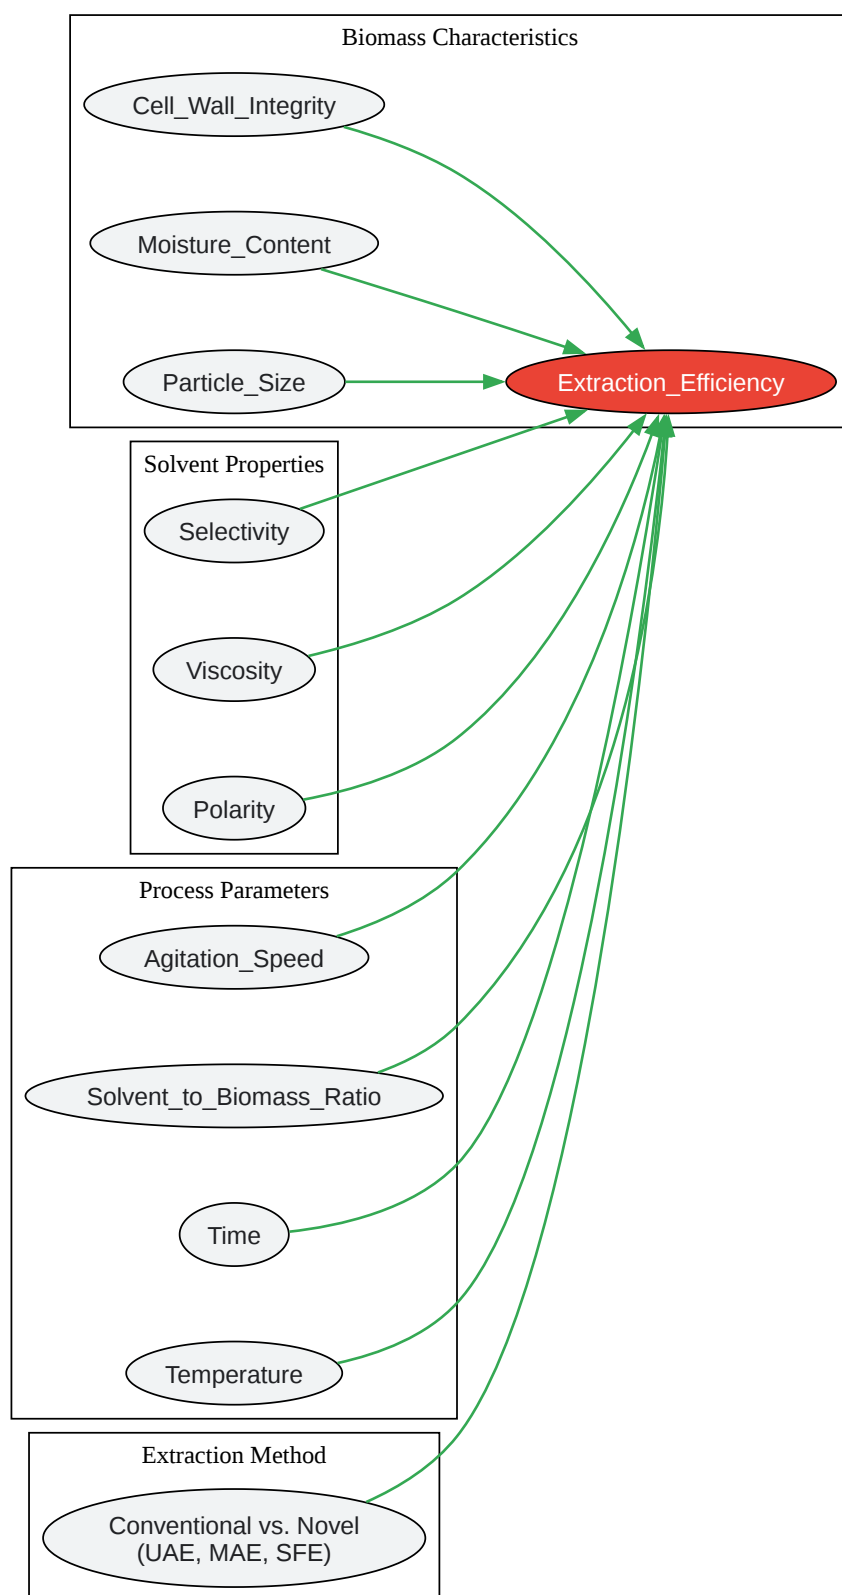 Biomass Characteristics
Cell_Wall_Integrity
Moisture_Content
Particle_Size
Extraction_Efficiency
Solvent Properties
Selectivity
Viscosity
Polarity
Process Parameters
Agitation_Speed
Solvent_to_Biomass_Ratio
Time
Temperature
Extraction Method
Conventional vs. Novel
(UAE, MAE, SFE)